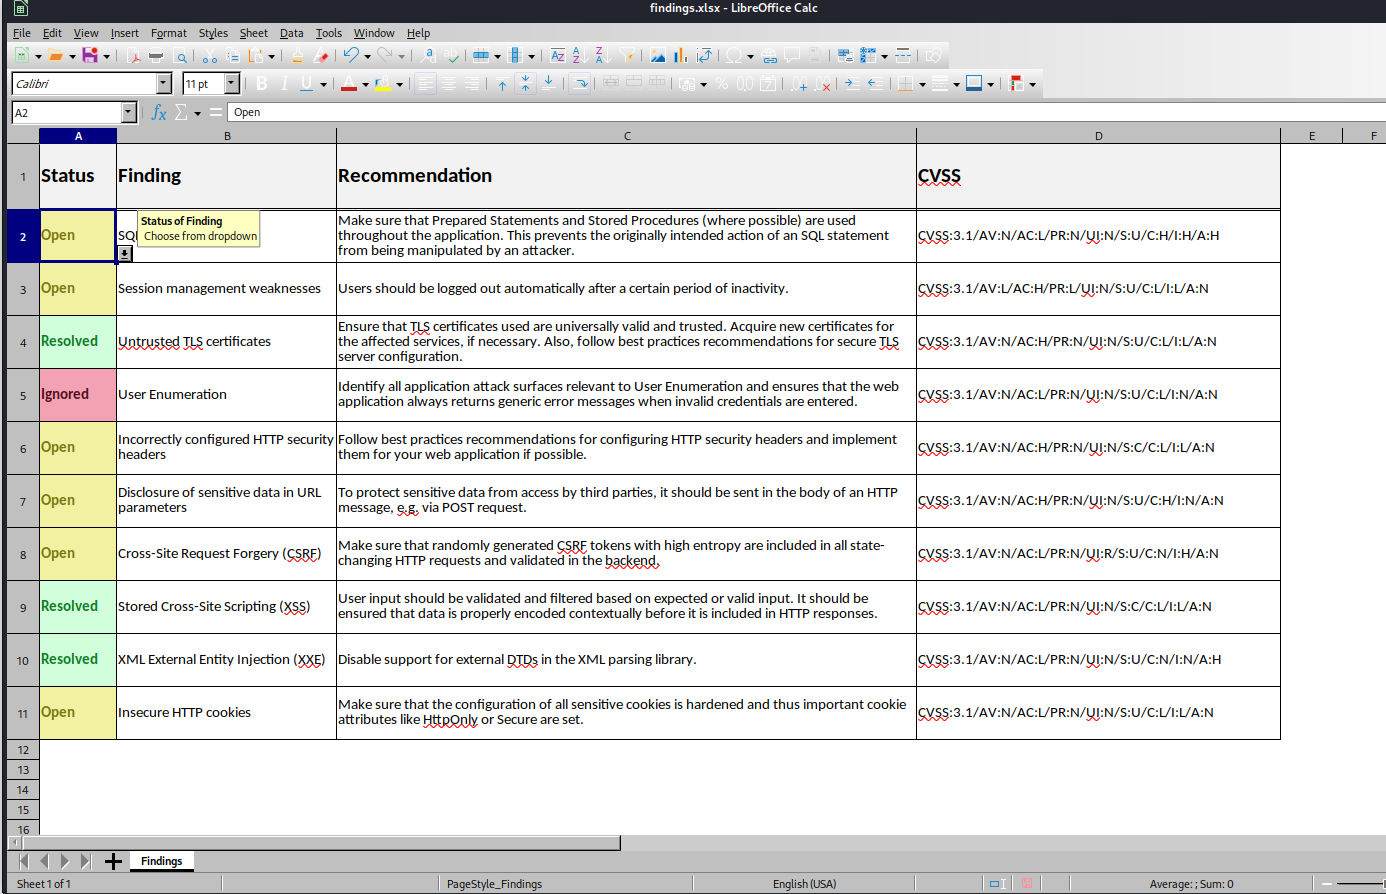 findings.xlsx - LibreOffice Calc
File Edit View Insert Format Styles Sheet Data Tools Window Help
Calibri 11 pt
A2 Open
A B C D E F
1 Status Finding Recommendation CVSS
Status of Finding
Choose from dropdown
2 Open SQ
Make sure that Prepared Statements and Stored Procedures (where possible) are used
throughout the application. This prevents the originally intended action of an SQL statement
from being manipulated by an attacker.
CVSS:3.1/AV:N/AC:L/PR:N/UI:N/S:U/C:H/I:H/A:H
3 Open Session management weaknesses Users should be logged out automatically after a certain period of inactivity. CVSS:3.1/AV:L/AC:H/PR:L/UI:N/S:U/C:L/I:L/A:N
4 Resolved Untrusted TLS certificates
Ensure that TLS certificates used are universally valid and trusted. Acquire new certificates for
the affected services, if necessary. Also, follow best practices recommendations for secure TLS
server configuration.
CVSS:3.1/AV:N/AC:H/PR:N/UI:N/S:U/C:L/I:L/A:N
5 Ignored User Enumeration
Identify all application attack surfaces relevant to User Enumeration and ensures that the web
application always returns generic error messages when invalid credentials are entered.
CVSS:3.1/AV:N/AC:L/PR:N/UI:N/S:U/C:L/I:N/A:N
6 Open
Incorrectly configured HTTP security
headers
Follow best practices recommendations for configuring HTTP security headers and implement
them for your web application if possible.
CVSS:3.1/AV:N/AC:H/PR:N/UI:N/S:C/C:L/I:L/A:N
7 Open
Disclosure of sensitive data in URL
parameters
To protect sensitive data from access by third parties, it should be sent in the body of an HTTP
message, e.g. via POST request.
CVSS:3.1/AV:N/AC:H/PR:N/UI:N/S:U/C:H/I:N/A:N
8 Open Cross-Site Request Forgery (CSRF)
Make sure that randomly generated CSRF tokens with high entropy are included in all state-
changing HTTP requests and validated in the backend.
CVSS:3.1/AV:N/AC:L/PR:N/UI:R/S:U/C:N/I:H/A:N
9 Resolved Stored Cross-Site Scripting (XSS)
User input should be validated and filtered based on expected or valid input. It should be
ensured that data is properly encoded contextually before it is included in HTTP responses.
CVSS:3.1/AV:N/AC:L/PR:N/UI:N/S:C/C:L/I:L/A:N
10 Resolved XML External Entity Injection (XXE) Disable support for external DTDs in the XML parsing library. CVSS:3.1/AV:N/AC:L/PR:N/UI:N/S:U/C:N/I:N/A:H
11 Open Insecure HTTP cookies
Make sure that the configuration of all sensitive cookies is hardened and thus important cookie
attributes like HttpOnly or Secure are set.
CVSS:3.1/AV:N/AC:L/PR:N/UI:N/S:U/C:L/I:L/A:N
12
13
14
15
16
Findings
Sheet 1 of 1 PageStyle_Findings English (USA) Average: ; Sum: 0